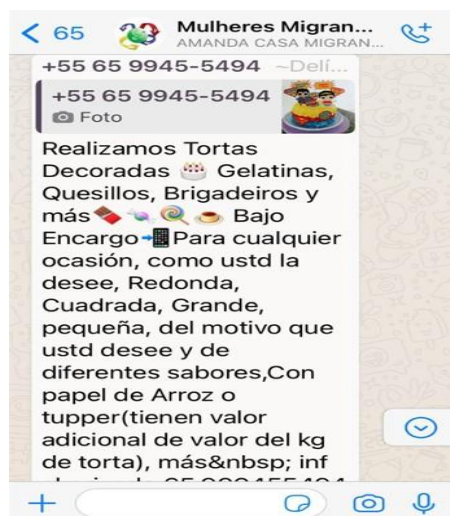 65
Mulheres Migran...
AMANDA CASA MIGRAN...
+55 65 9945-5494 ~Delí...
+55 65 9945-5494
Foto
Realizamos Tortas
Decoradas 🎂 Gelatinas,
Quesillos, Brigadeiros y
más🍫 🍬 🍭 ☕ Bajo
Encargo📲Para cualquier
ocasión, como ustd la
desee, Redonda,
Cuadrada, Grande,
pequeña, del motivo que
ustd desee y de
diferentes sabores,Con
papel de Arroz o
tupper(tienen valor
adicional de valor del kg
de torta), más&nbsp; inf